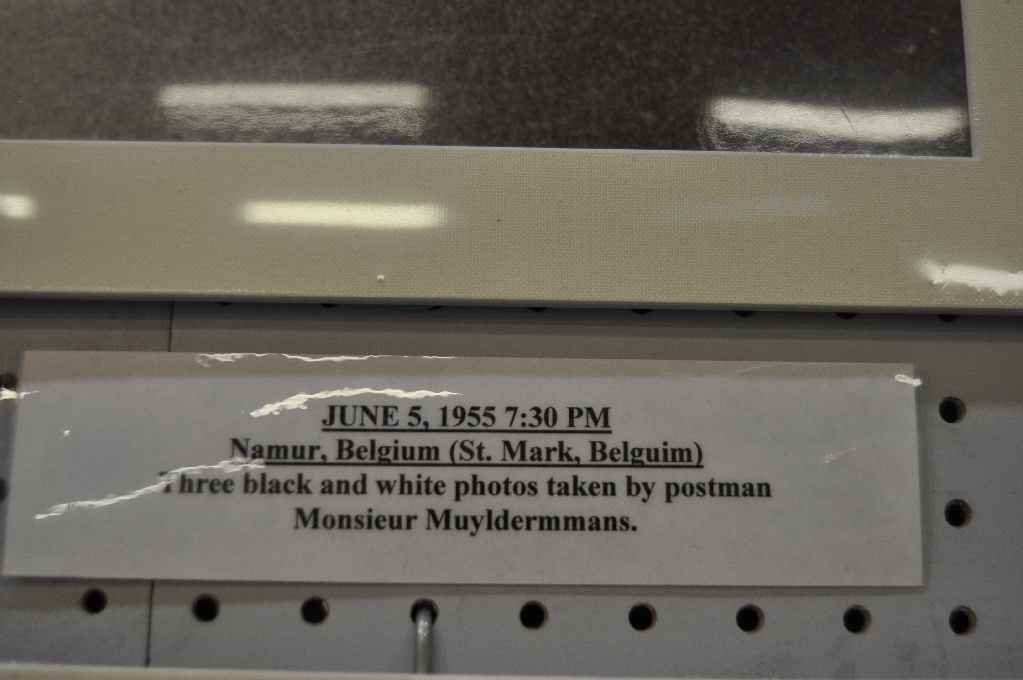 JUNE 5, 1955 7:30 PM
Namur, Belgium (St. Mark, Belguim)
Three black and white photos taken by postman
Monsieur Muyldermmans.